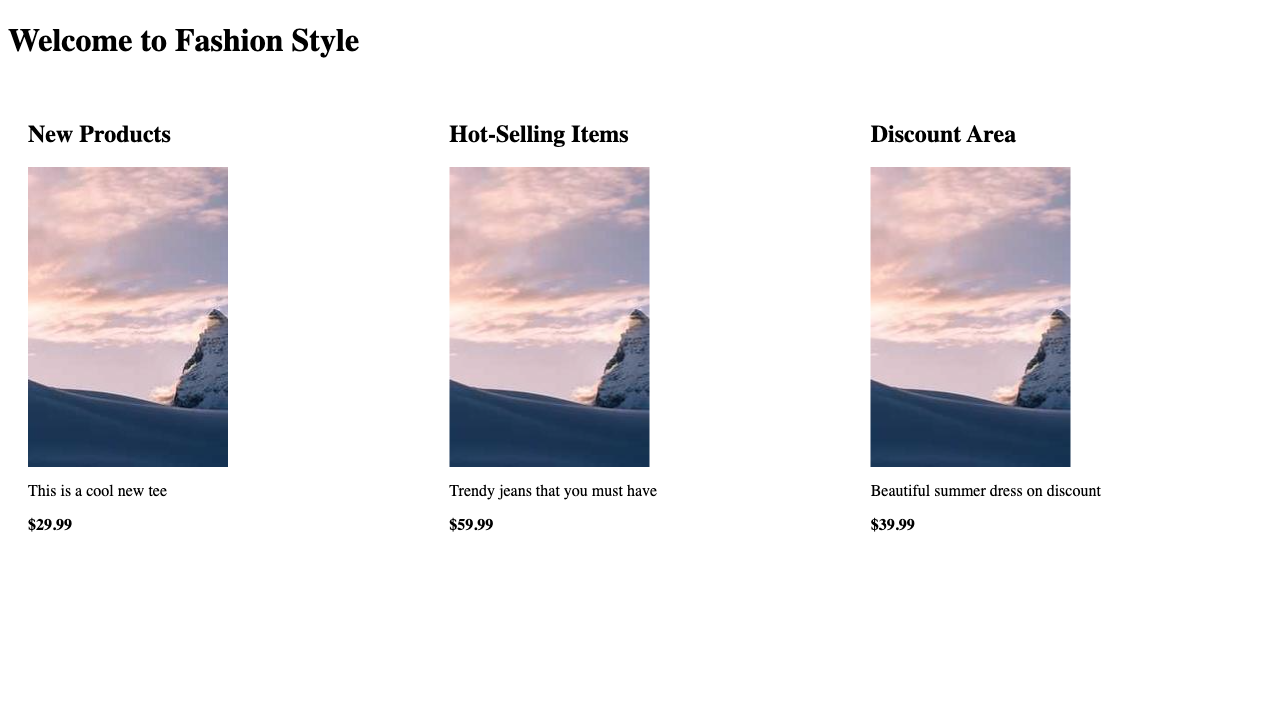 Welcome to Fashion Style
New Products
Hot-Selling Items
Discount Area
This is a cool new tee
Trendy jeans that you must have
Beautiful summer dress on discount
$29.99
$59.99
$39.99